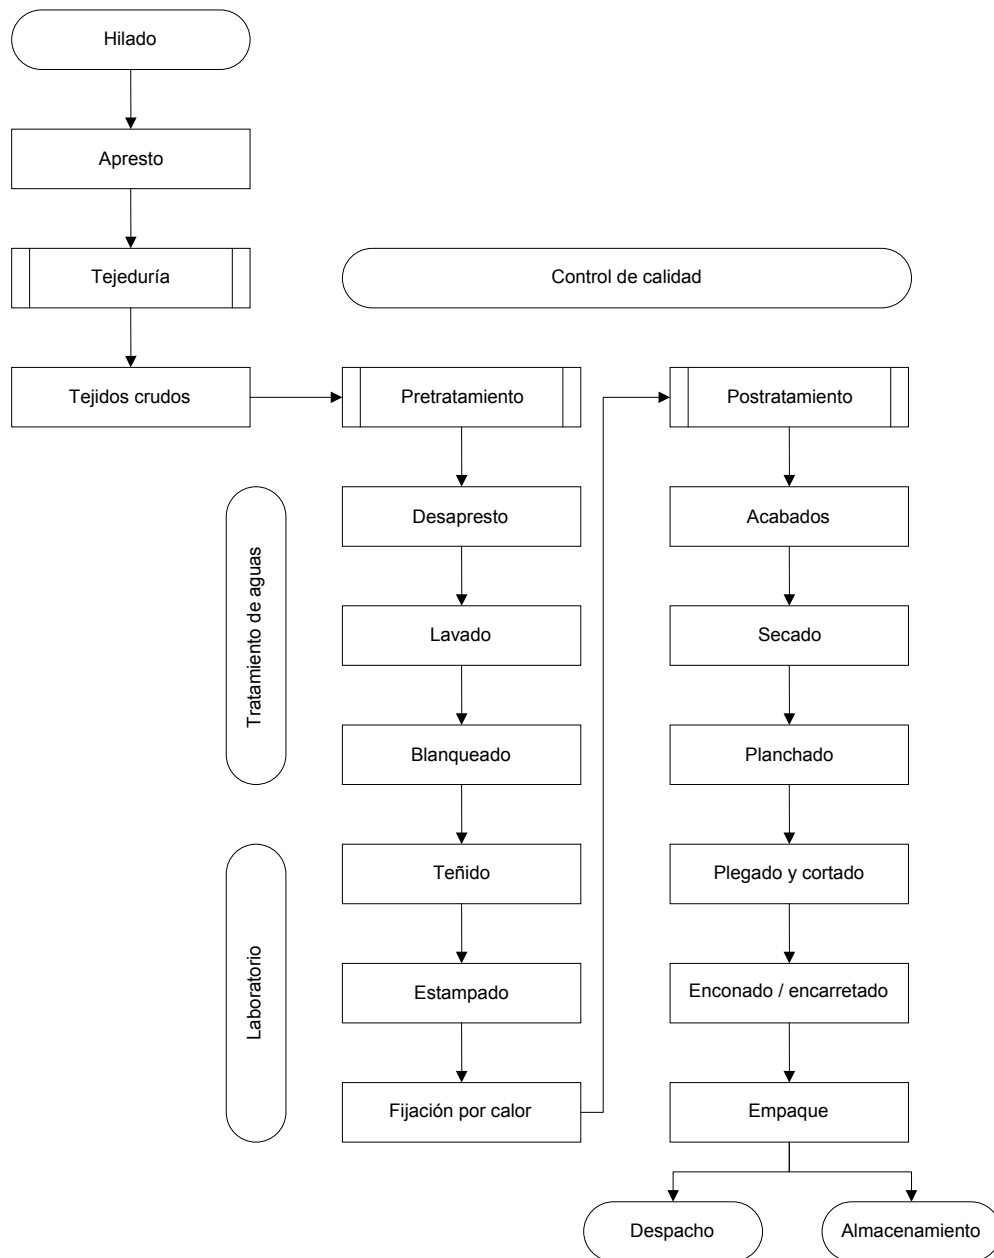 Hilado
Apresto
Tejeduría
Control de calidad
Tejidos crudos
Pretratamiento
Postratamiento
Tratamiento de aguas
Desapresto
Acabados
Lavado
Secado
Blanqueado
Planchado
Laboratorio
Teñido
Plegado y cortado
Estampado
Enconado / encarretado
Fijación por calor
Empaque
Despacho
Almacenamiento